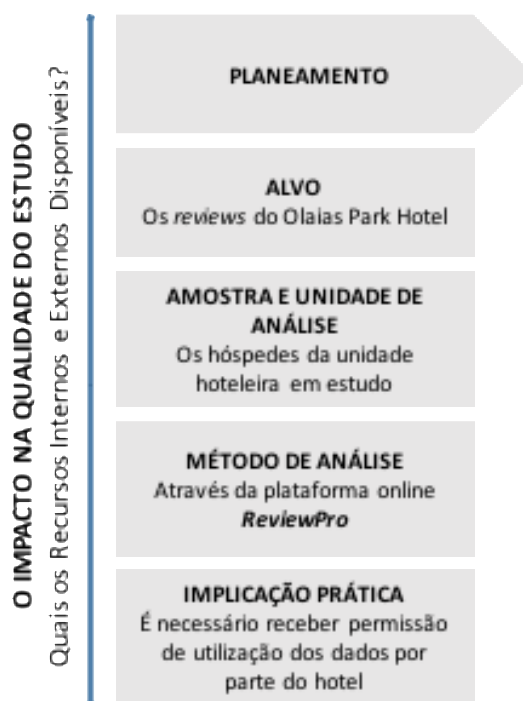 O IMPACTO NA QUALIDADE DO ESTUDO
Quais os Recursos Internos e Externos Disponíveis?
PLANEAMENTO
ALVO
Os reviews do Olaias Park Hotel
AMOSTRA E UNIDADE DE
ANÁLISE
Os hóspedes da unidade
hoteleira em estudo
MÉTODO DE ANÁLISE
Através da plataforma online
ReviewPro
IMPLICAÇÃO PRÁTICA
É necessário receber permissão
de utilização dos dados por
parte do hotel